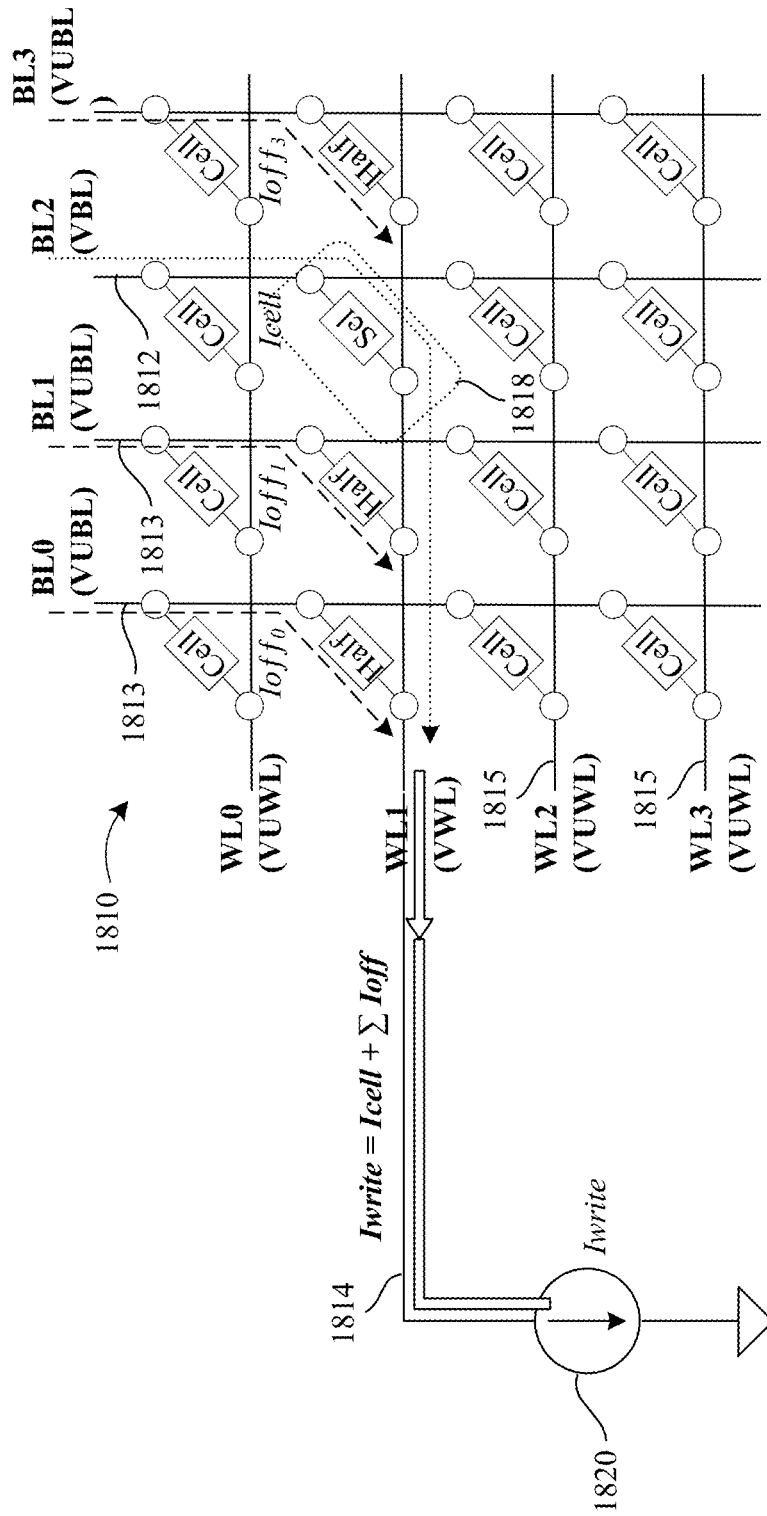 BL0
(VUBL)
BL1
(VUBL)
BL2
(VBL)
BL3
(VUBL
)
1810
1813
1813
1812
Cell
Cell
Cell
Cell
WL0
(VUWL)
Ioff0
Ioff1
Icell
Ioff3
Half
Half
Sel
Half
1814
Iwrite = Icell + ∑ Ioff
WL1
(VWL)
1818
1815
Cell
Cell
Cell
Cell
WL2
(VUWL)
1820
Iwrite
1815
Cell
Cell
Cell
Cell
WL3
(VUWL)